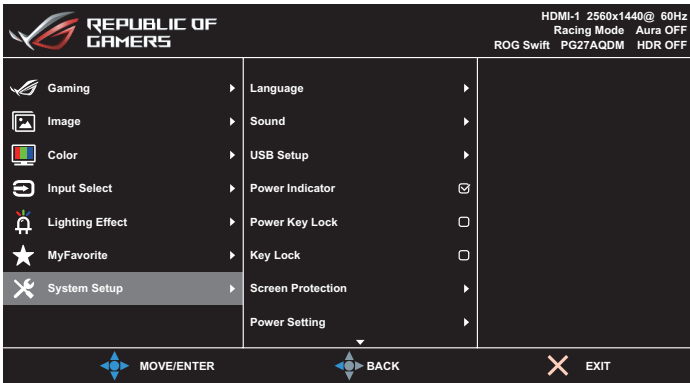 REPUBLIC OF
GAMERS
HDMI-1 2560x1440@ 60Hz
Racing Mode Aura OFF
ROG Swift PG27AQDM HDR OFF
Gaming
Image
Color
Input Select
Lighting Effect
MyFavorite
System Setup
Language
Sound
USB Setup
Power Indicator
Power Key Lock
Key Lock
Screen Protection
Power Setting
MOVE/ENTER
BACK
EXIT